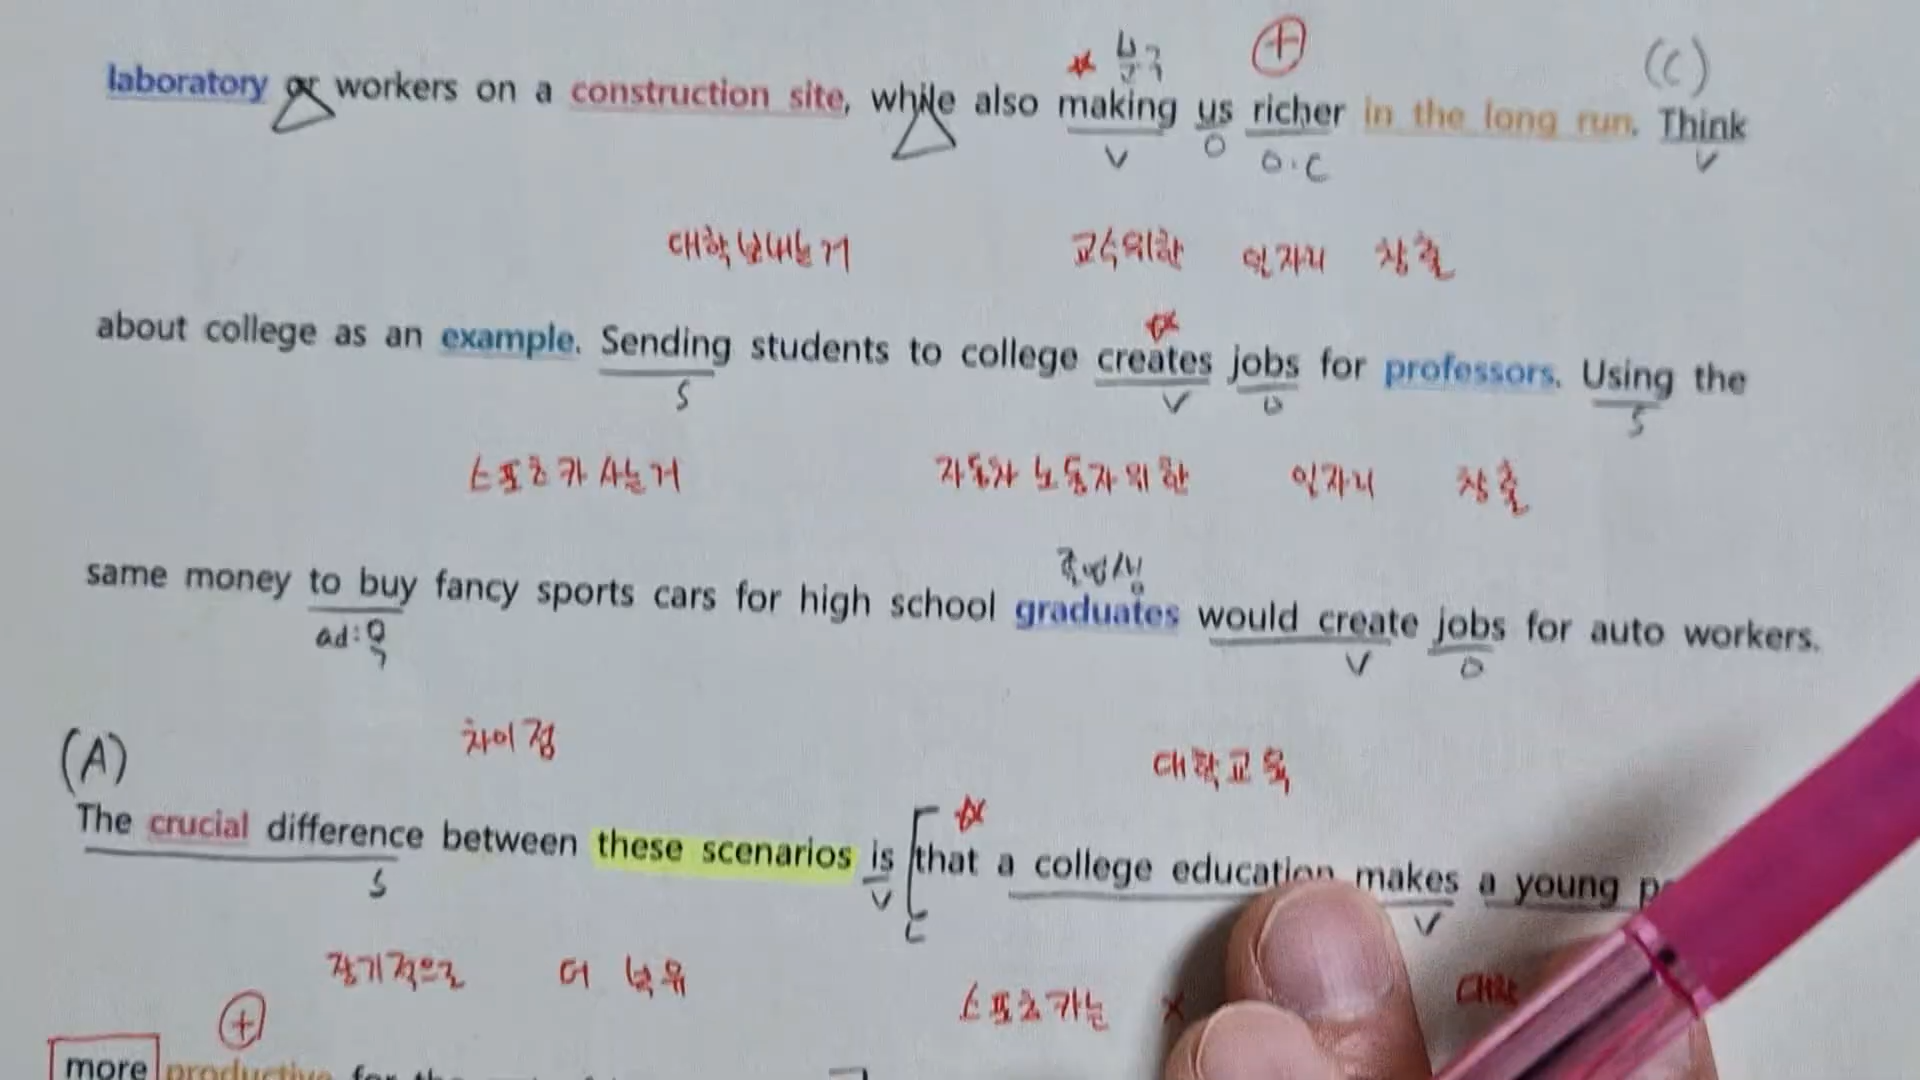 ★ 분구 ⊕ (C)
laboratory or workers on a construction site, while also making us richer in the long run. Think
V O O·C V
대학 보내는거 교수위한 일자리 창출
about college as an example. Sending students to college creates jobs for professors. Using the
S V O S
스포츠카 사는거 자동차 노동자 위한 일자리 창출
졸업생
same money to buy fancy sports cars for high school graduates would create jobs for auto workers.
ad: V O
(A) 차이점 대학교육
The crucial difference between these scenarios is [that a college education makes a young
S V C V
장기적으로 더 부유 스포츠카는 X 대학
more productive for the